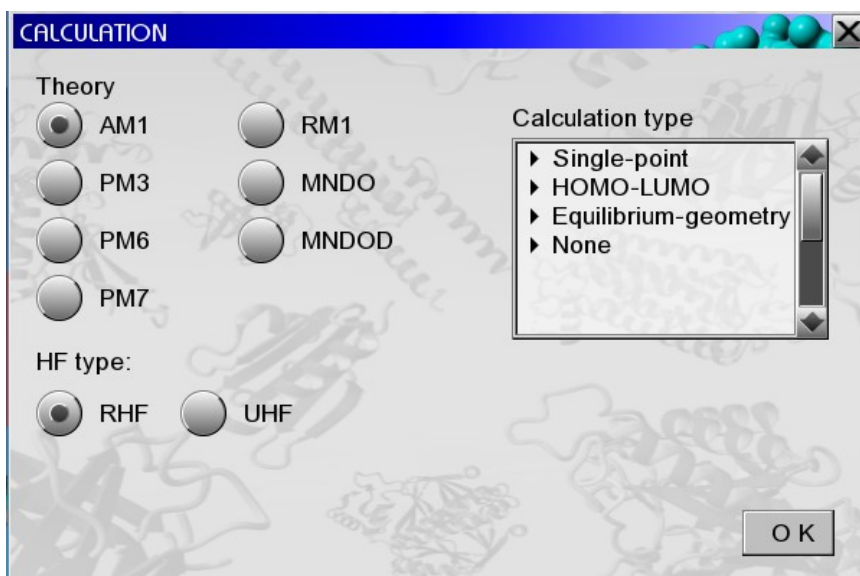 CALCULATION
Theory
AM1
RM1
PM3
MNDO
PM6
MNDOD
PM7
HF type:
RHF
UHF
Calculation type
Single-point
HOMO-LUMO
Equilibrium-geometry
None
O K